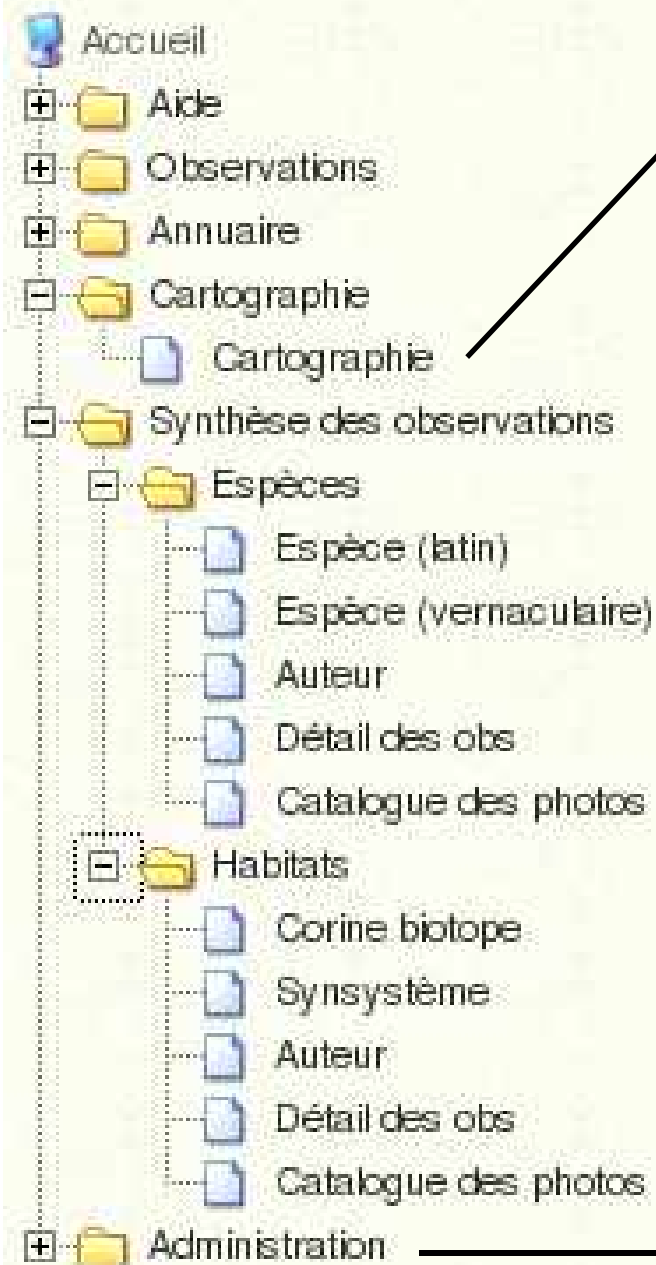 Accueil
Aide
Observations
Annuaire
Cartographie
Cartographie
Synthèse des observations
Espèces
Espèce (latin)
Espèce (vernaculaire)
Auteur
Détail des obs
Catalogue des photos
Habitats
Corine biotope
Synsystème
Auteur
Détail des obs
Catalogue des photos
Administration